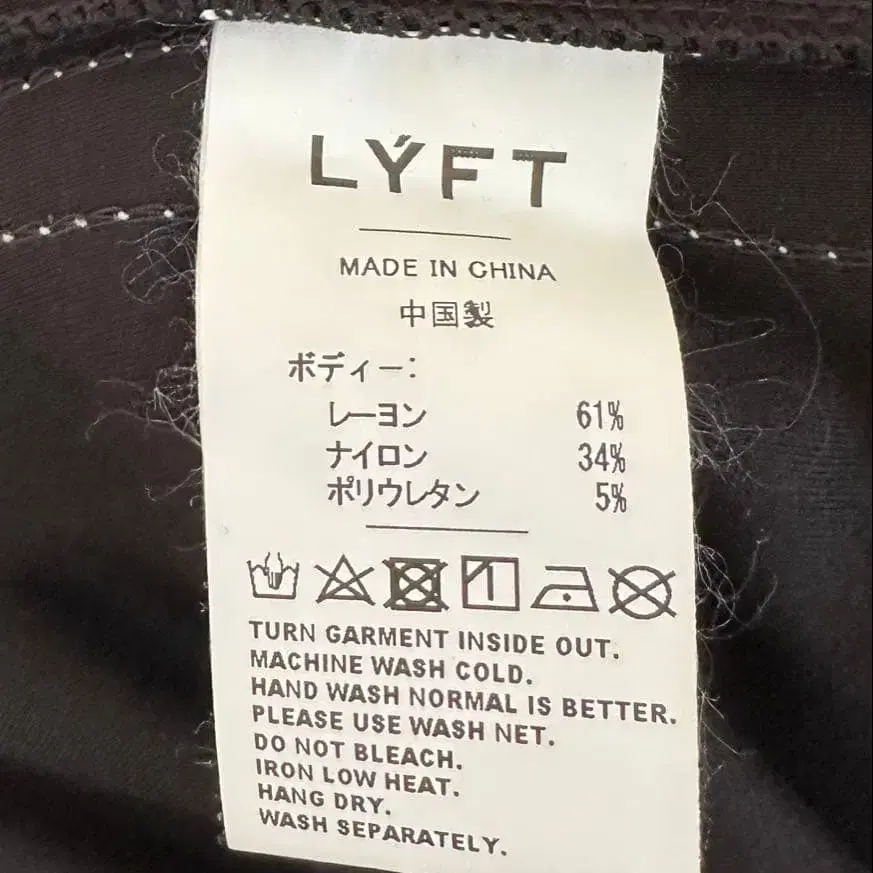 LÝFT
MADE IN CHINA
中国製
ボディー:
レーヨン 61%
ナイロン 34%
ポリウレタン 5%
TURN GARMENT INSIDE OUT.
MACHINE WASH COLD.
HAND WASH NORMAL IS BETTER.
PLEASE USE WASH NET.
DO NOT BLEACH.
IRON LOW HEAT.
HANG DRY.
WASH SEPARATELY.